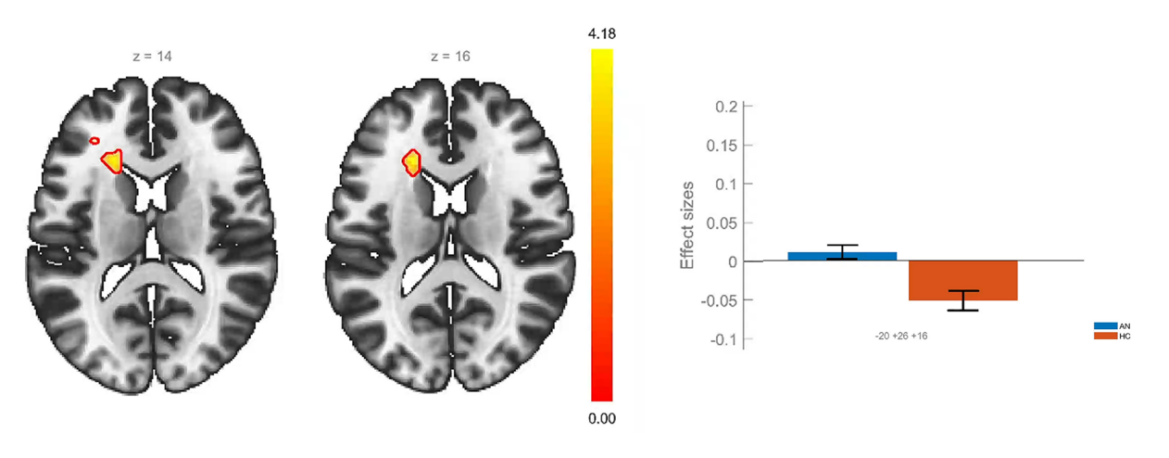 z = 14
z = 16
4.18
0.00
Effect sizes
0.2
0.15
0.1
0.05
0
-0.05
-0.1
-20 +26 +16
AN
HC